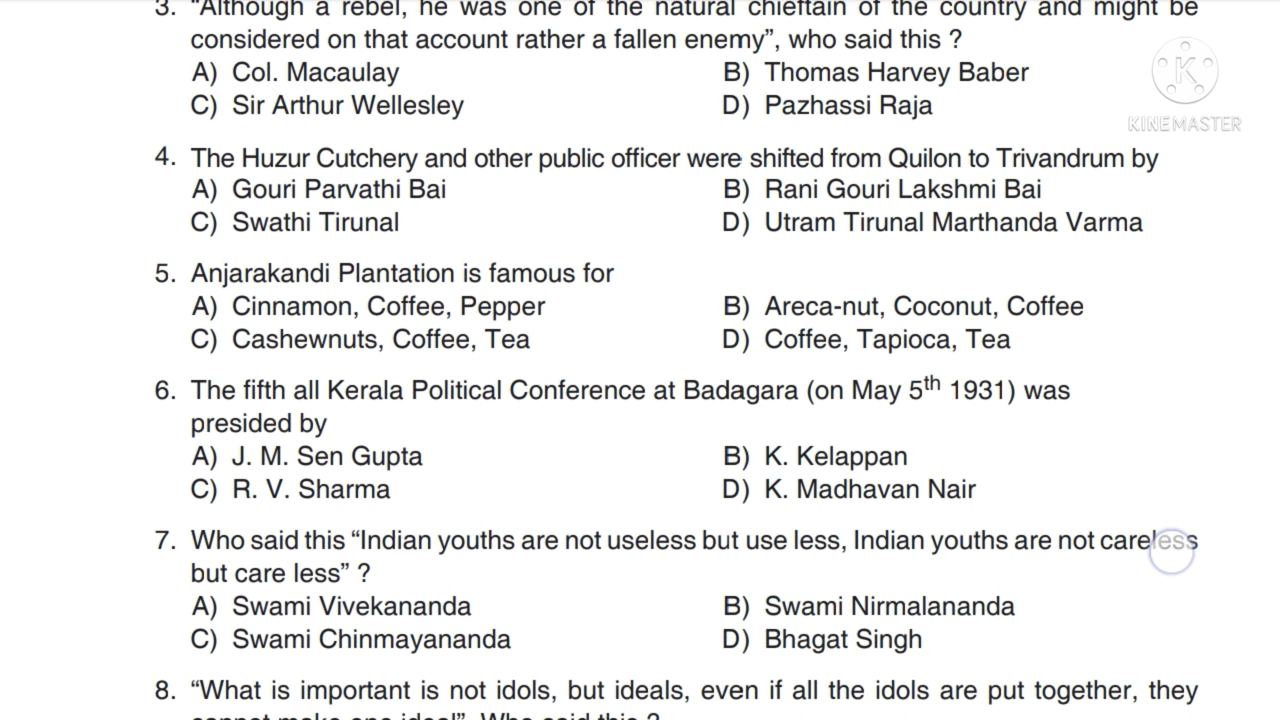 3. “Although a rebel, he was one of the natural chieftain of the country and might be
considered on that account rather a fallen enemy”, who said this ?
A) Col. Macaulay B) Thomas Harvey Baber
C) Sir Arthur Wellesley D) Pazhassi Raja
KINEMASTER
4. The Huzur Cutchery and other public officer were shifted from Quilon to Trivandrum by
A) Gouri Parvathi Bai B) Rani Gouri Lakshmi Bai
C) Swathi Tirunal D) Utram Tirunal Marthanda Varma
5. Anjarakandi Plantation is famous for
A) Cinnamon, Coffee, Pepper B) Areca-nut, Coconut, Coffee
C) Cashewnuts, Coffee, Tea D) Coffee, Tapioca, Tea
6. The fifth all Kerala Political Conference at Badagara (on May 5th 1931) was
presided by
A) J. M. Sen Gupta B) K. Kelappan
C) R. V. Sharma D) K. Madhavan Nair
7. Who said this “Indian youths are not useless but use less, Indian youths are not careless
but care less” ?
A) Swami Vivekananda B) Swami Nirmalananda
C) Swami Chinmayananda D) Bhagat Singh
8. “What is important is not idols, but ideals, even if all the idols are put together, they
cannot make one ideal”. Who said this ?